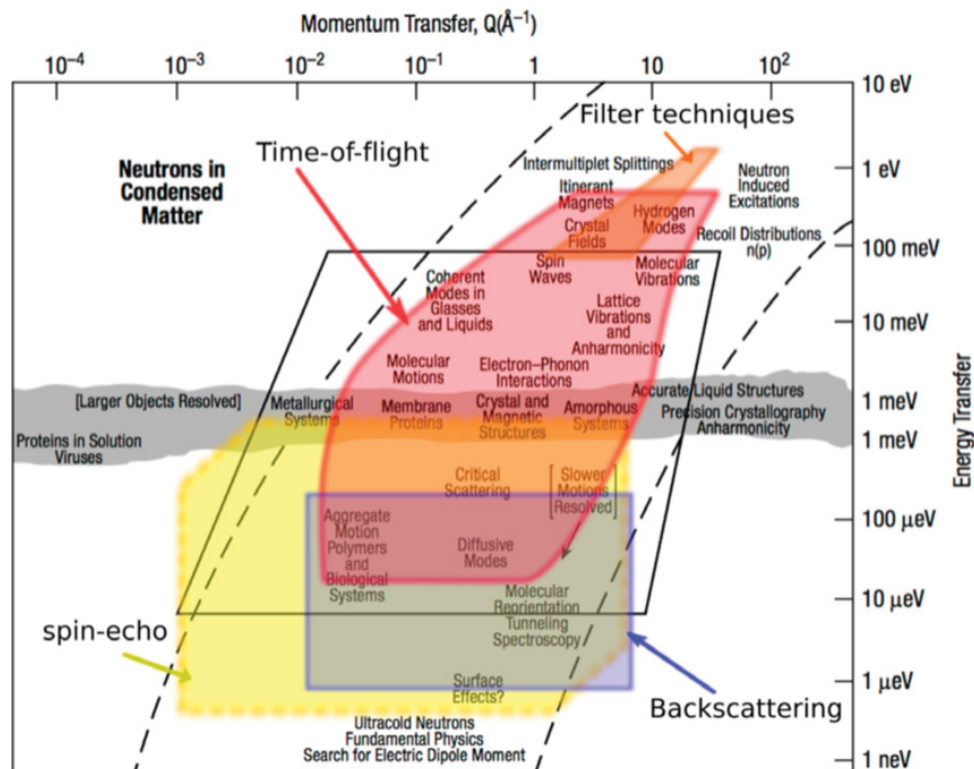 Momentum Transfer, Q(Å⁻¹)
10⁻⁴ 10⁻³ 10⁻² 10⁻¹ 1 10 10²
10 eV
Filter techniques
Time-of-flight
Neutrons in
Condensed
Matter
Intermultiplet Splittings
1 eV
Neutron
Induced
Excitations
Itinerant
Magnets
Hydrogen
Modes
Crystal
Fields
Recoil Distributions
n(p)
100 meV
Spin
Waves
Molecular
Vibrations
Coherent
Modes in
Glasses
and Liquids
Lattice
Vibrations
and
Anharmonicity
10 meV
Molecular
Motions
Electron–Phonon
Interactions
Accurate Liquid Structures
[Larger Objects Resolved]
Metallurgical
Systems
Membrane
Proteins
Crystal and
Magnetic
Structures
Amorphous
Systems
1 meV
Precision Crystallography
Anharmonicity
Proteins in Solution
Viruses
1 meV
Energy Transfer
Critical
Scattering
Slower
Motions
Resolved
100 µeV
Aggregate
Motion
Polymers
and
Biological
Systems
Diffusive
Modes
10 µeV
Molecular
Reorientation
Tunneling
Spectroscopy
spin-echo
Surface
Effects?
1 µeV
Backscattering
Ultracold Neutrons
Fundamental Physics
Search for Electric Dipole Moment
1 neV